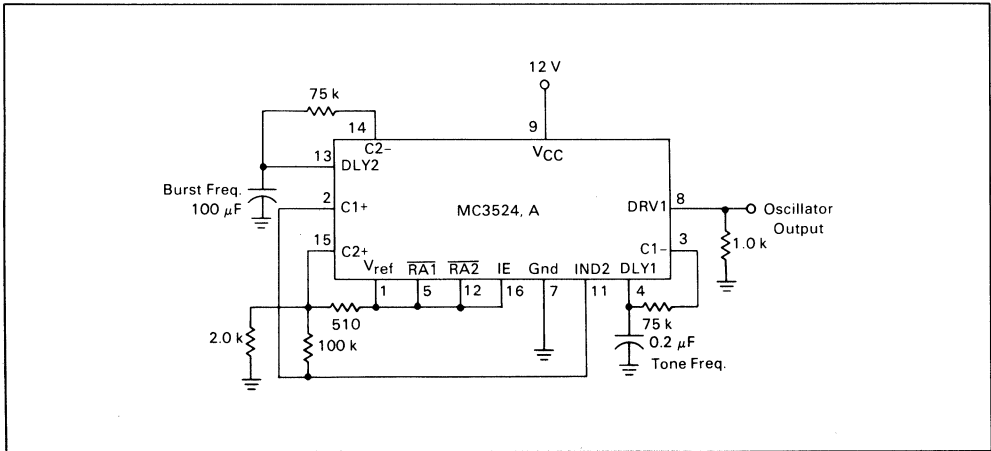 12 V
75 k
14
9
C2-
VCC
13
DLY2
Burst Freq.
100 μF
2
C1+
MC3524, A
DRV1
8
Oscillator
Output
15
C2+
C1-
3
1.0 k
Vref
RA1
RA2
IE
Gnd
IND2
DLY1
1
5
12
16
7
11
4
510
75 k
2.0 k
100 k
0.2 μF
Tone Freq.